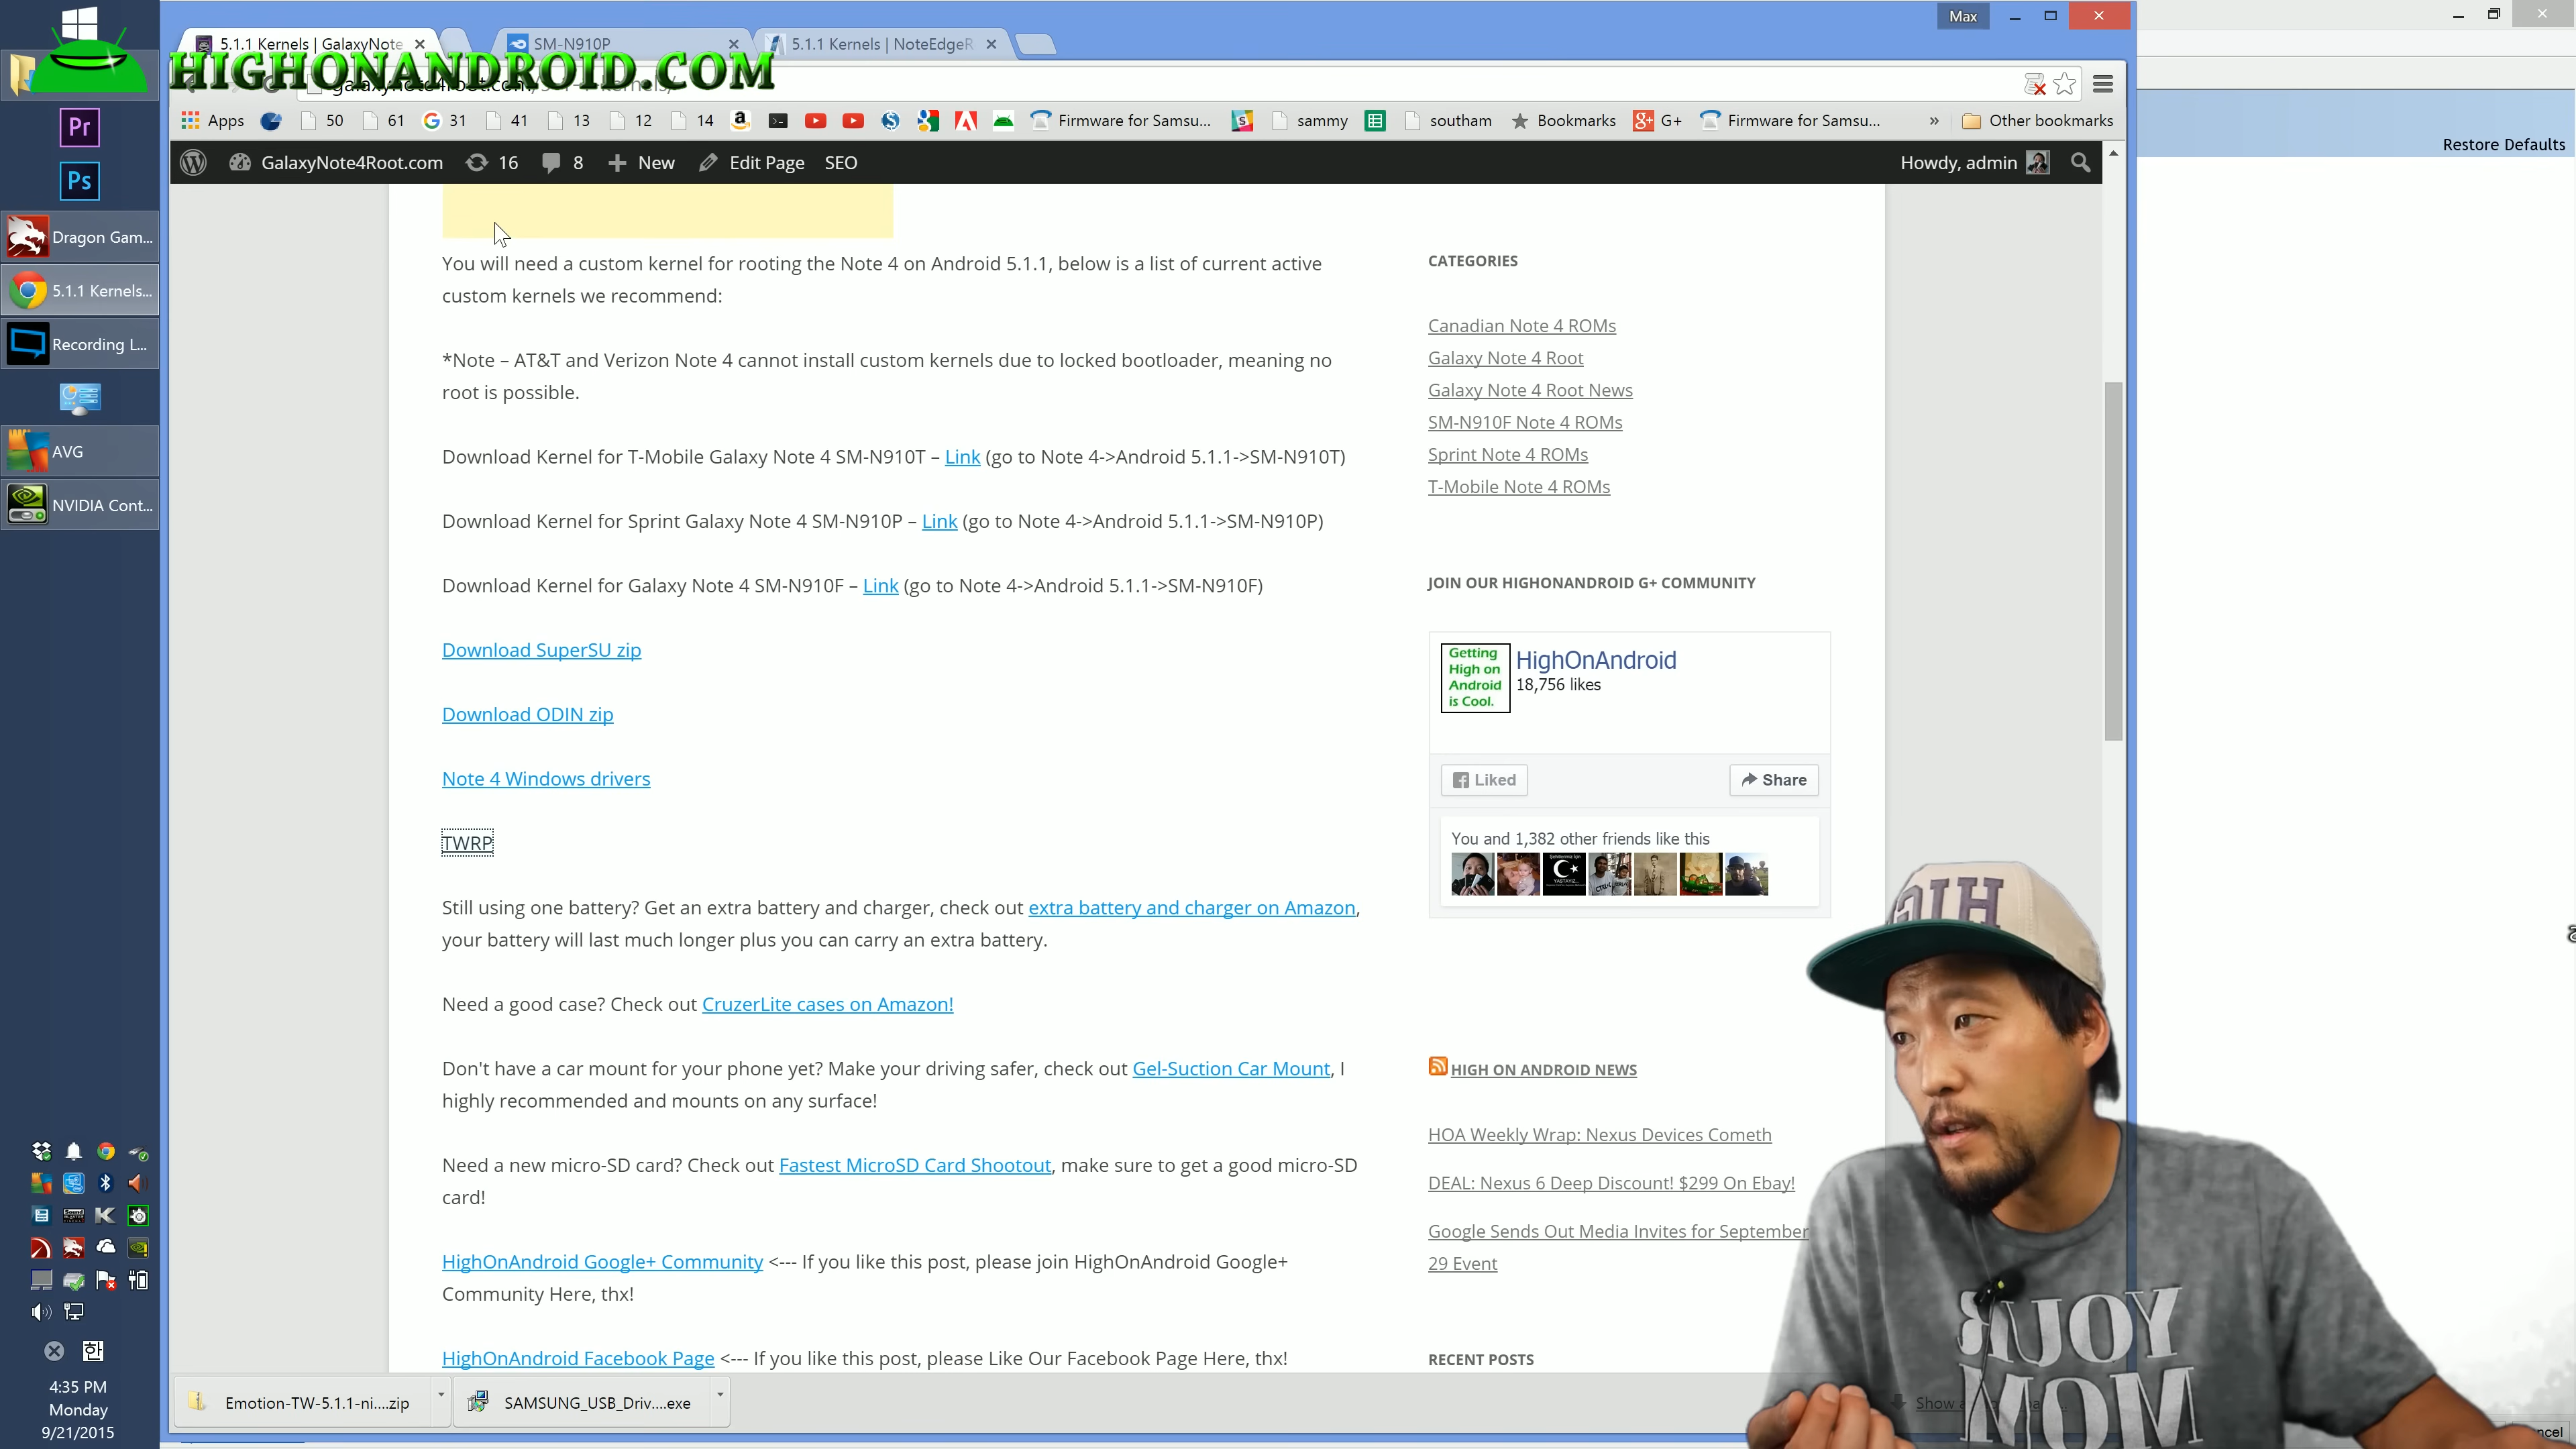 Max
5.1.1 Kernels | GalaxyNote
SM-N910P
5.1.1 Kernels | NoteEdgeR
HIGHONANDROID.COM
Apps
50
61
31
41
13
12
14
Firmware for Samsu...
sammy
southam
Bookmarks
G+
Firmware for Samsu...
»
Other bookmarks
GalaxyNote4Root.com
16
8
New
Edit Page
SEO
Howdy, admin
Restore Defaults
Pr
Ps
Dragon Gam...
5.1.1 Kernels...
Recording L...
AVG
NVIDIA Cont...
You will need a custom kernel for rooting the Note 4 on Android 5.1.1, below is a list of current active
custom kernels we recommend:
*Note – AT&T and Verizon Note 4 cannot install custom kernels due to locked bootloader, meaning no
root is possible.
Download Kernel for T-Mobile Galaxy Note 4 SM-N910T – Link (go to Note 4->Android 5.1.1->SM-N910T)
Download Kernel for Sprint Galaxy Note 4 SM-N910P – Link (go to Note 4->Android 5.1.1->SM-N910P)
Download Kernel for Galaxy Note 4 SM-N910F – Link (go to Note 4->Android 5.1.1->SM-N910F)
Download SuperSU zip
Download ODIN zip
Note 4 Windows drivers
TWRP
Still using one battery? Get an extra battery and charger, check out extra battery and charger on Amazon,
your battery will last much longer plus you can carry an extra battery.
Need a good case? Check out CruzerLite cases on Amazon!
Don't have a car mount for your phone yet? Make your driving safer, check out Gel-Suction Car Mount, I
highly recommended and mounts on any surface!
Need a new micro-SD card? Check out Fastest MicroSD Card Shootout, make sure to get a good micro-SD
card!
HighOnAndroid Google+ Community <--- If you like this post, please join HighOnAndroid Google+
Community Here, thx!
HighOnAndroid Facebook Page <--- If you like this post, please Like Our Facebook Page Here, thx!
CATEGORIES
Canadian Note 4 ROMs
Galaxy Note 4 Root
Galaxy Note 4 Root News
SM-N910F Note 4 ROMs
Sprint Note 4 ROMs
T-Mobile Note 4 ROMs
JOIN OUR HIGHONANDROID G+ COMMUNITY
Getting
High on
Android
is Cool.
HighOnAndroid
18,756 likes
Liked
Share
You and 1,382 other friends like this
HIGH ON ANDROID NEWS
HOA Weekly Wrap: Nexus Devices Cometh
DEAL: Nexus 6 Deep Discount! $299 On Ebay!
Google Sends Out Media Invites for September
29 Event
RECENT POSTS
MOM
한
4:35 PM
Monday
9/21/2015
Emotion-TW-5.1.1-ni....zip
SAMSUNG_USB_Driv....exe
Show